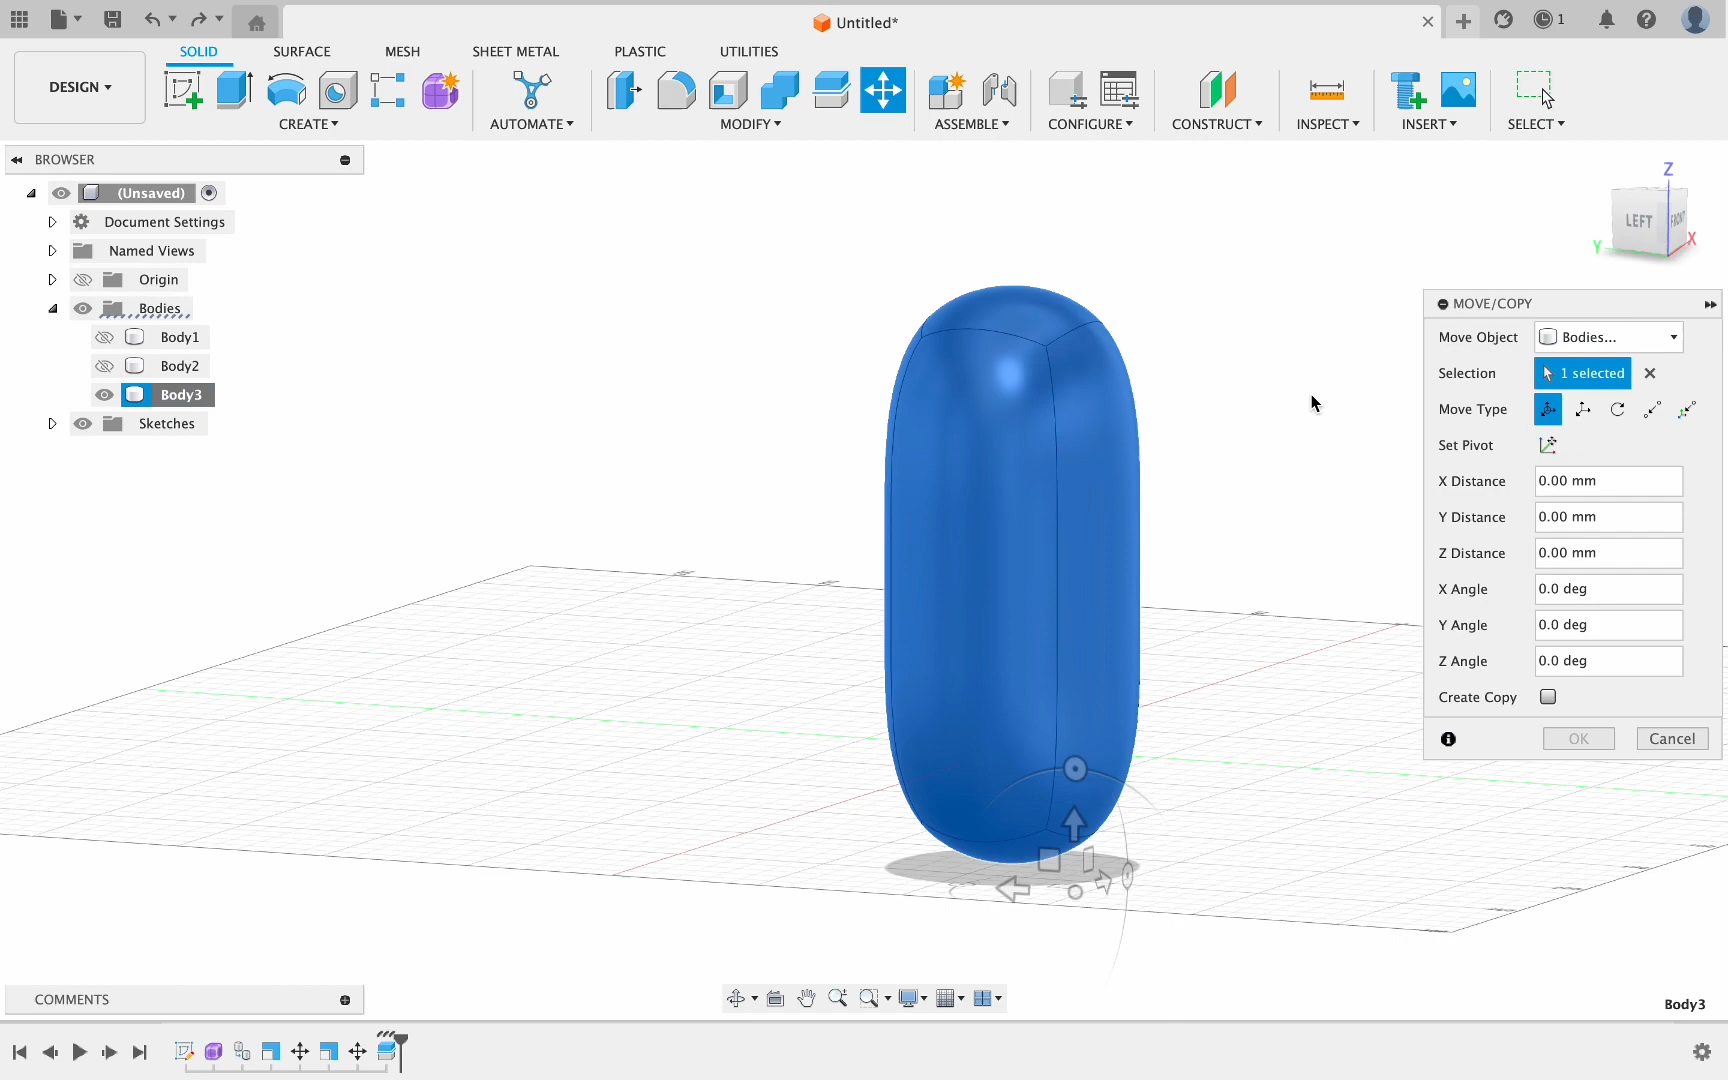 Untitled*
1
SOLID SURFACE MESH SHEET METAL PLASTIC UTILITIES
DESIGN
CREATE AUTOMATE MODIFY ASSEMBLE CONFIGURE CONSTRUCT INSPECT INSERT SELECT
BROWSER
(Unsaved)
Document Settings
Named Views
Origin
Bodies
Body1
Body2
Body3
Sketches
Z
LEFT FRONT
Y X
MOVE/COPY
Move Object Bodies...
Selection 1 selected
Move Type
Set Pivot
X Distance 0.00 mm
Y Distance 0.00 mm
Z Distance 0.00 mm
X Angle 0.0 deg
Y Angle 0.0 deg
Z Angle 0.0 deg
Create Copy
OK Cancel
COMMENTS
Body3